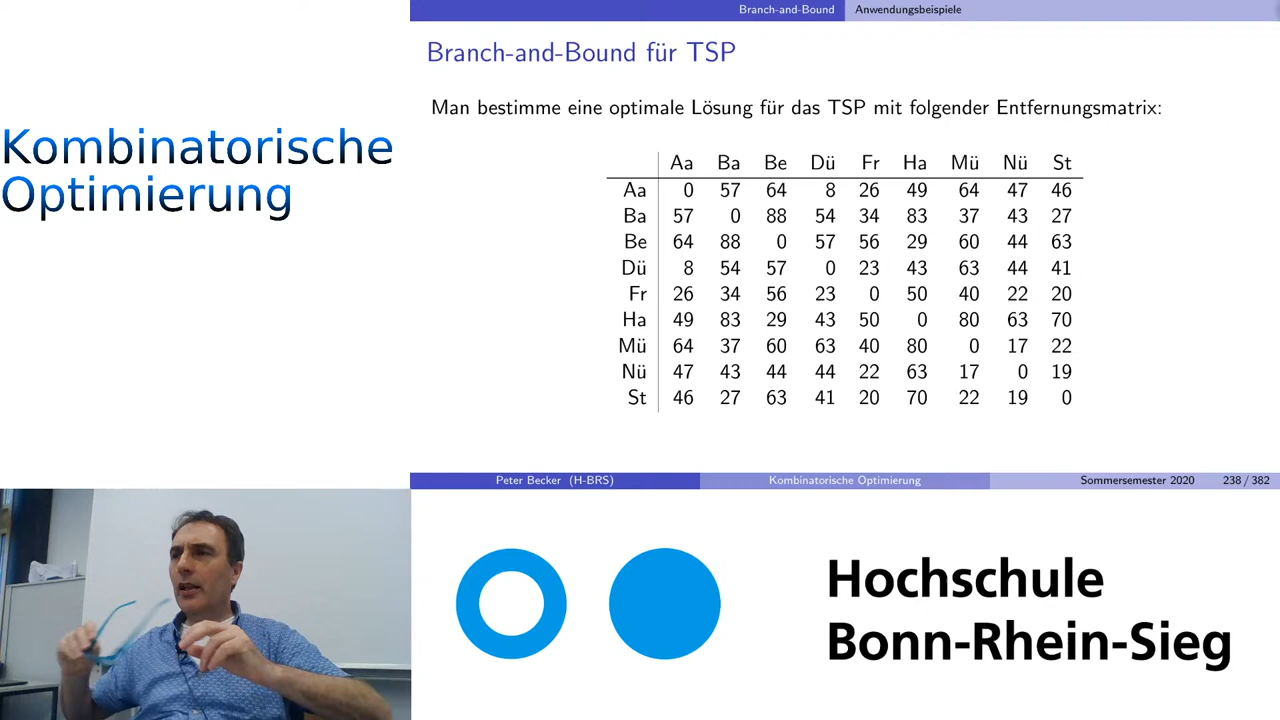 Branch-and-Bound Anwendungsbeispiele
Branch-and-Bound für TSP
Man bestimme eine optimale Lösung für das TSP mit folgender Entfernungsmatrix:
Kombinatorische
Optimierung
Aa Ba Be Dü Fr Ha Mü Nü St
Aa 0 57 64 8 26 49 64 47 46
Ba 57 0 88 54 34 83 37 43 27
Be 64 88 0 57 56 29 60 44 63
Dü 8 54 57 0 23 43 63 44 41
Fr 26 34 56 23 0 50 40 22 20
Ha 49 83 29 43 50 0 80 63 70
Mü 64 37 60 63 40 80 0 17 22
Nü 47 43 44 44 22 63 17 0 19
St 46 27 63 41 20 70 22 19 0
Peter Becker (H-BRS) Kombinatorische Optimierung Sommersemester 2020 238 / 382
Hochschule
Bonn-Rhein-Sieg